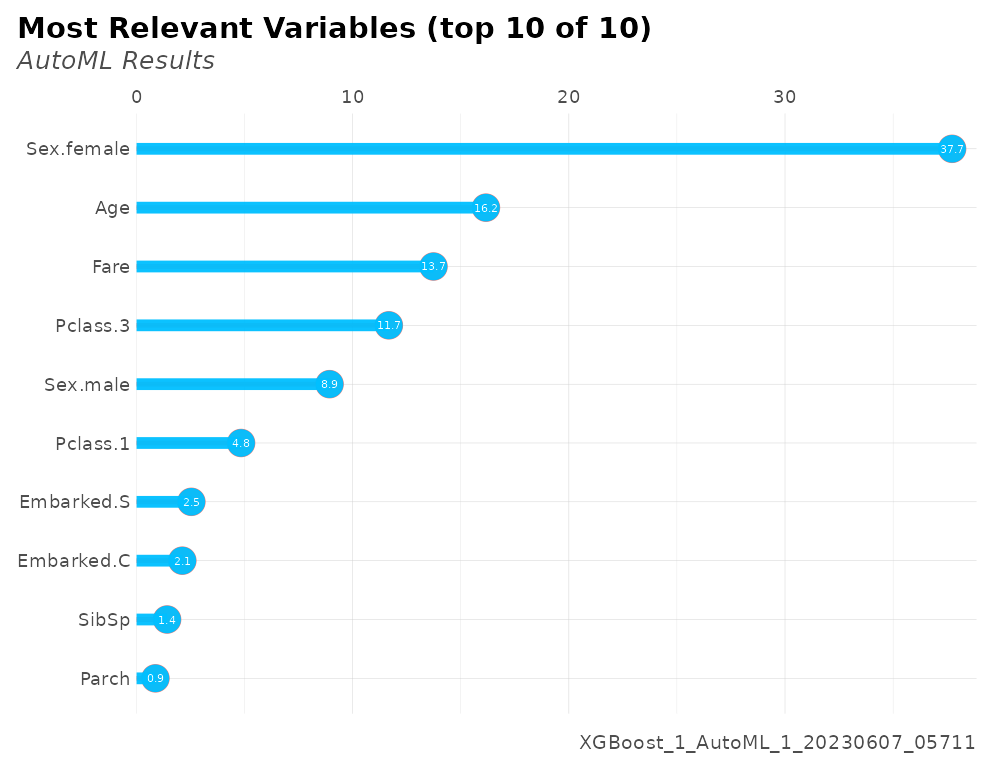 Most Relevant Variables (top 10 of 10)
AutoML Results
0 10 20 30
Sex.female 37.7
Age 16.2
Fare 13.7
Pclass.3 11.7
Sex.male 8.9
Pclass.1 4.8
Embarked.S 2.5
Embarked.C 2.1
SibSp 1.4
Parch 0.9
XGBoost_1_AutoML_1_20230607_05711